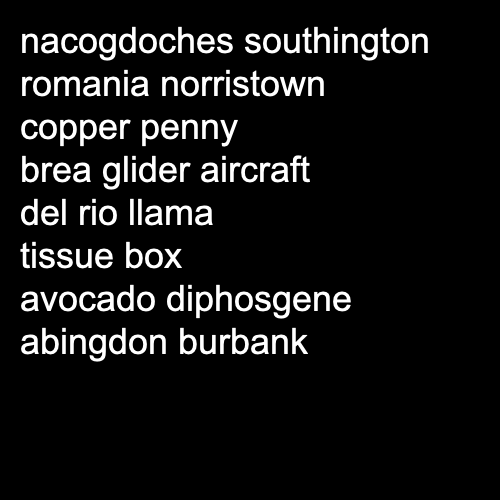 nacogdoches southington
romania norristown
copper penny
brea glider aircraft
del rio llama
tissue box
avocado diphosgene
abingdon burbank